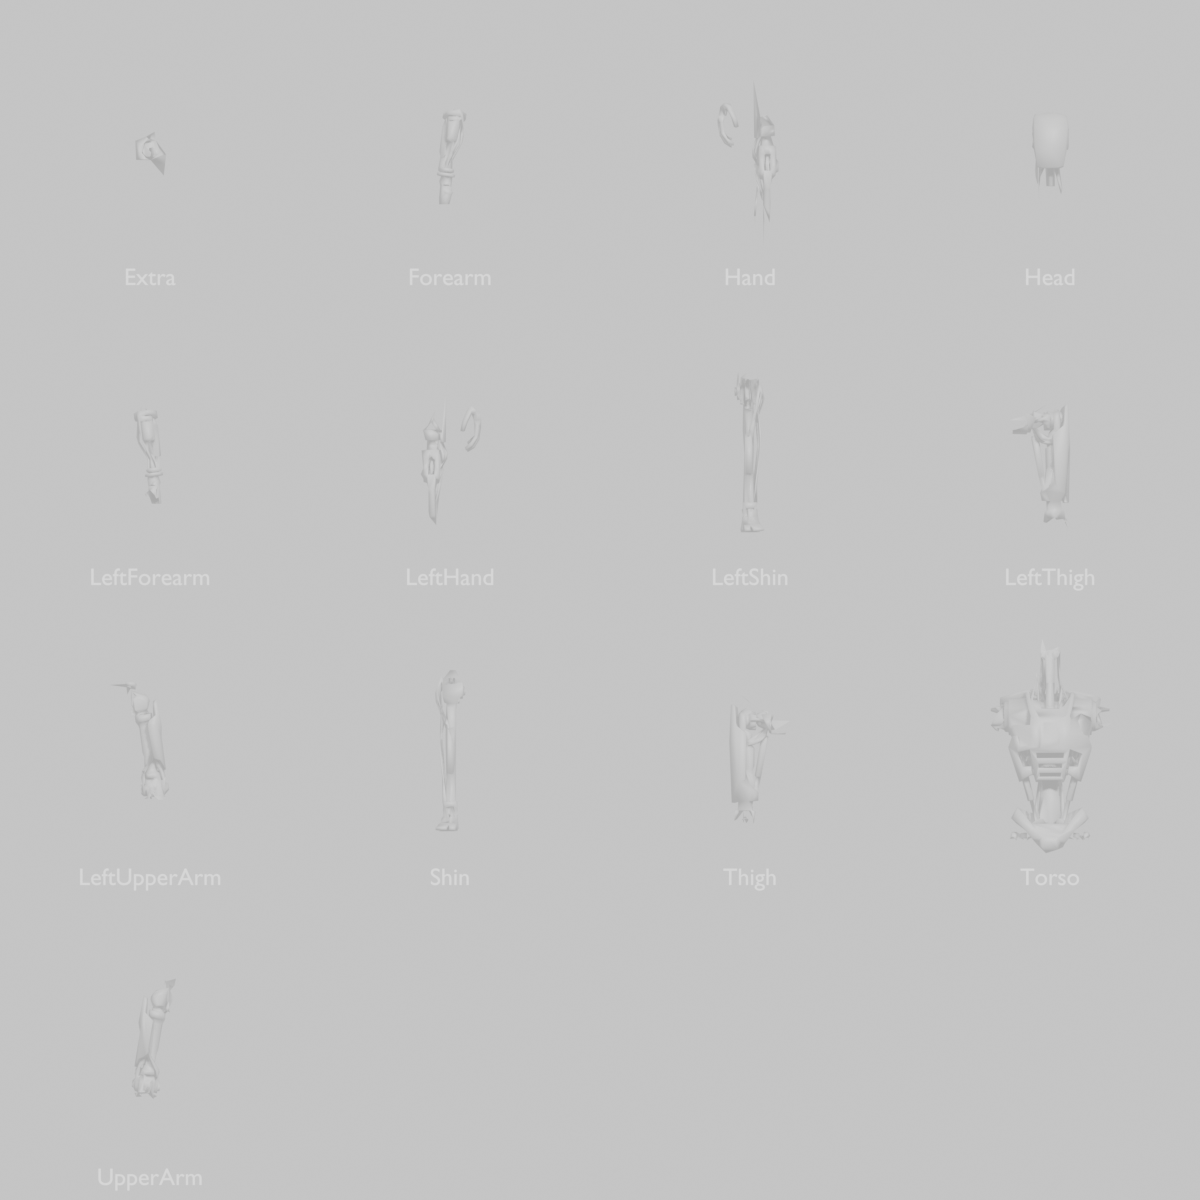 Extra
Forearm
Hand
Head
LeftForearm
LeftHand
LeftShin
LeftThigh
LeftUpperArm
Shin
Thigh
Torso
UpperArm